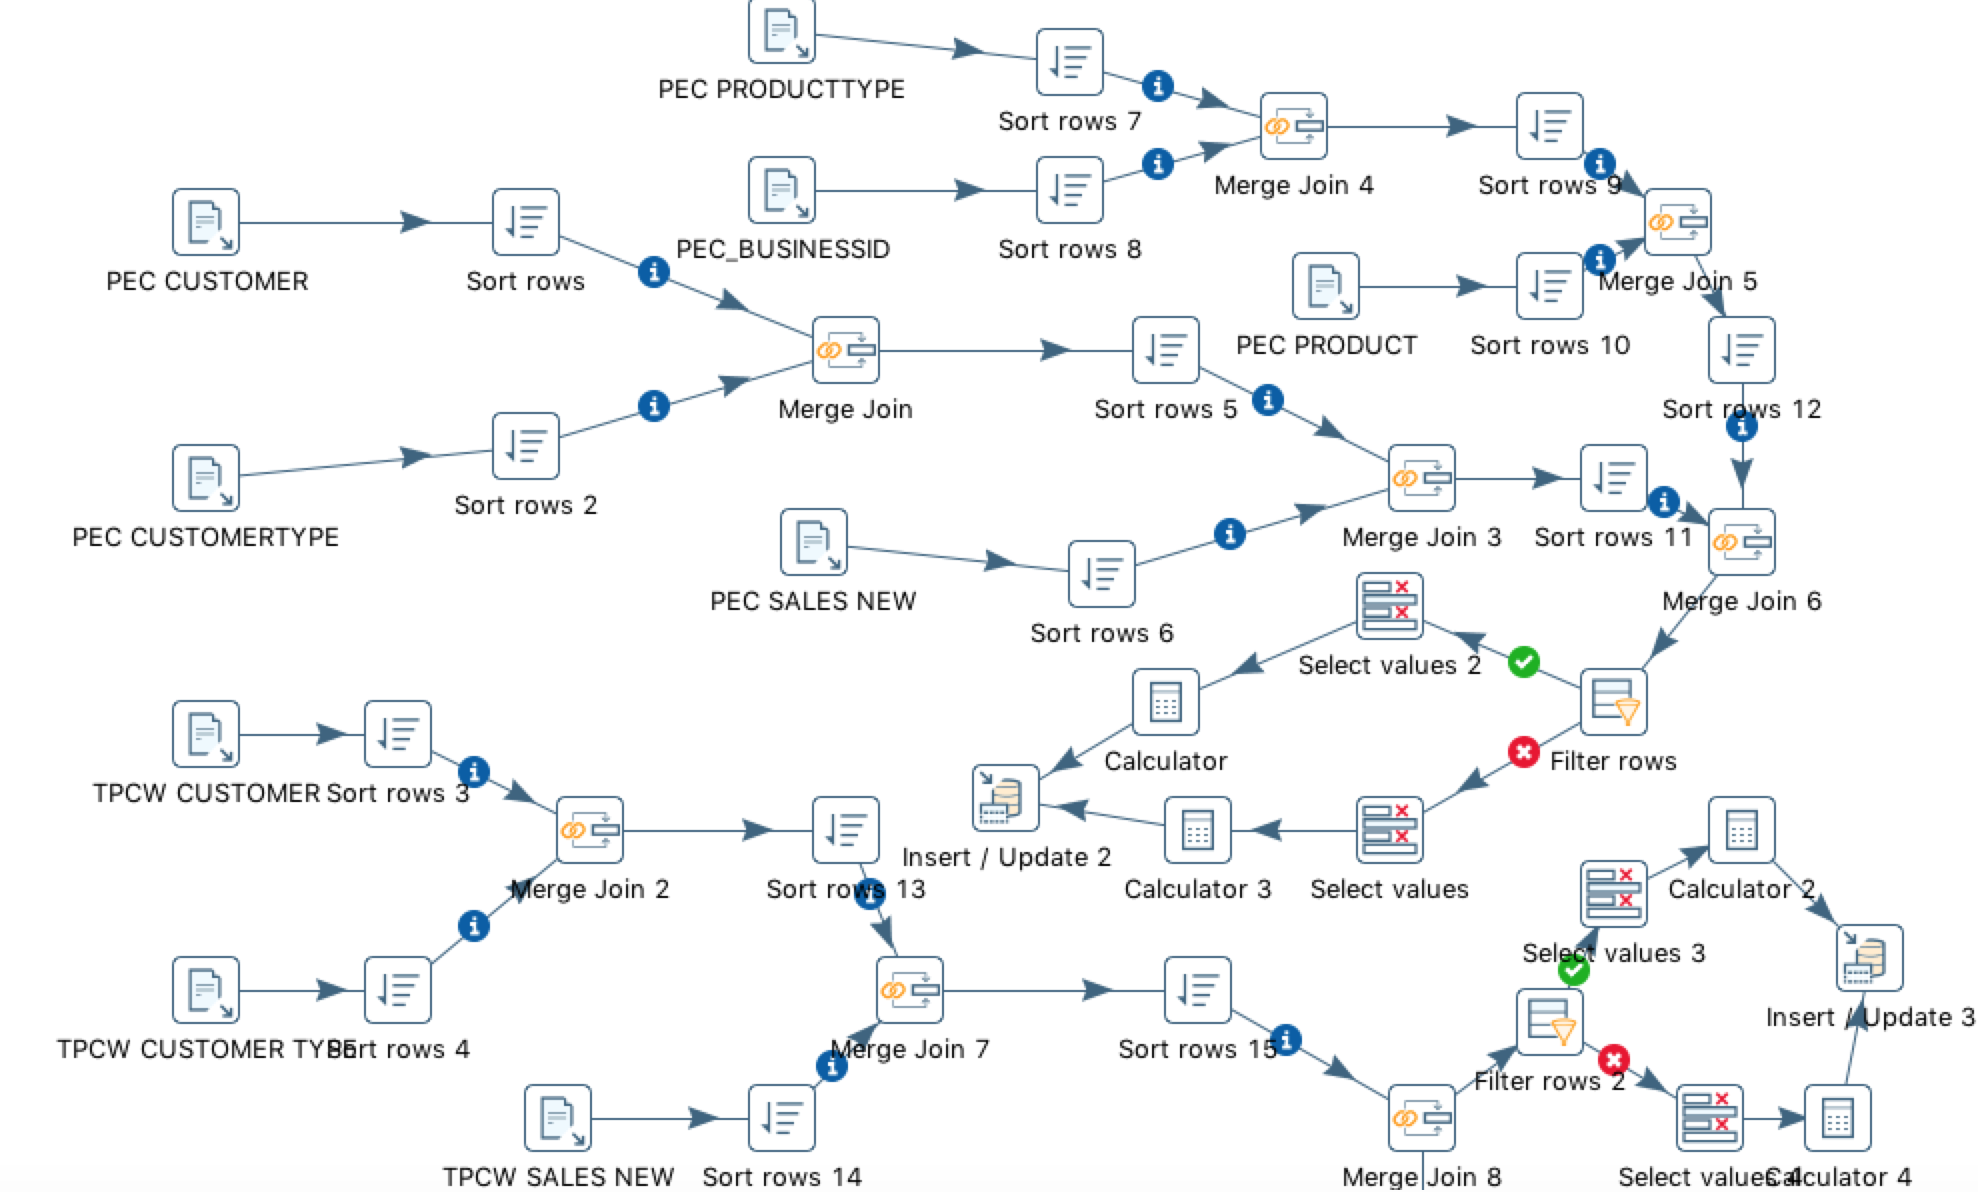 PEC PRODUCTTYPE
Sort rows 7
Merge Join 4
Sort rows 9
PEC CUSTOMER
Sort rows
PEC_BUSINESSID
Sort rows 8
Merge Join 5
PEC PRODUCT
Sort rows 10
Merge Join
Sort rows 5
Sort rows 12
PEC CUSTOMERTYPE
Sort rows 2
Merge Join 3
Sort rows 11
PEC SALES NEW
Sort rows 6
Merge Join 6
Select values 2
Calculator
Filter rows
TPCW CUSTOMER
Sort rows 3
Insert / Update 2
Calculator 3
Select values
Merge Join 2
Sort rows 13
Calculator 2
Select values 3
TPCW CUSTOMER TYPE
Sort rows 4
Merge Join 7
Sort rows 15
Insert / Update 3
Filter rows 2
TPCW SALES NEW
Sort rows 14
Merge Join 8
Select values 4
Calculator 4